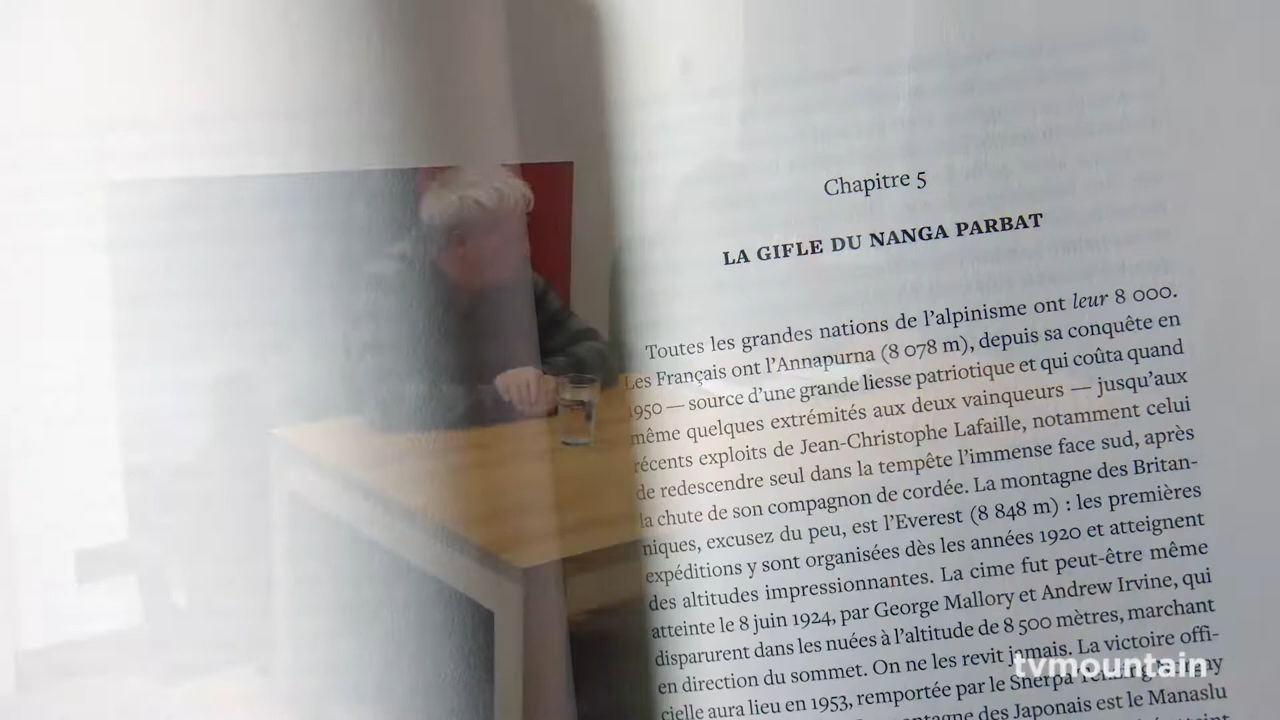 Chapitre 5
LA GIFLE DU NANGA PARBAT
Toutes les grandes nations de l’alpinisme ont leur 8 000.
Les Français ont l’Annapurna (8 078 m), depuis sa conquête en
1950 — source d’une grande liesse patriotique et qui coûta quand
même quelques extrémités aux deux vainqueurs — jusqu’aux
récents exploits de Jean-Christophe Lafaille, notamment celui
de redescendre seul dans la tempête l’immense face sud, après
la chute de son compagnon de cordée. La montagne des Britan-
niques, excusez du peu, est l’Everest (8 848 m) : les premières
expéditions y sont organisées dès les années 1920 et atteignent
des altitudes impressionnantes. La cime fut peut-être même
atteinte le 8 juin 1924, par George Mallory et Andrew Irvine, qui
disparurent dans les nuées à l’altitude de 8 500 mètres, marchant
en direction du sommet. On ne les revit jamais. La victoire offi-
cielle aura lieu en 1953, remportée par le Sherpa
des Japonais est le Manaslu
tvmountain